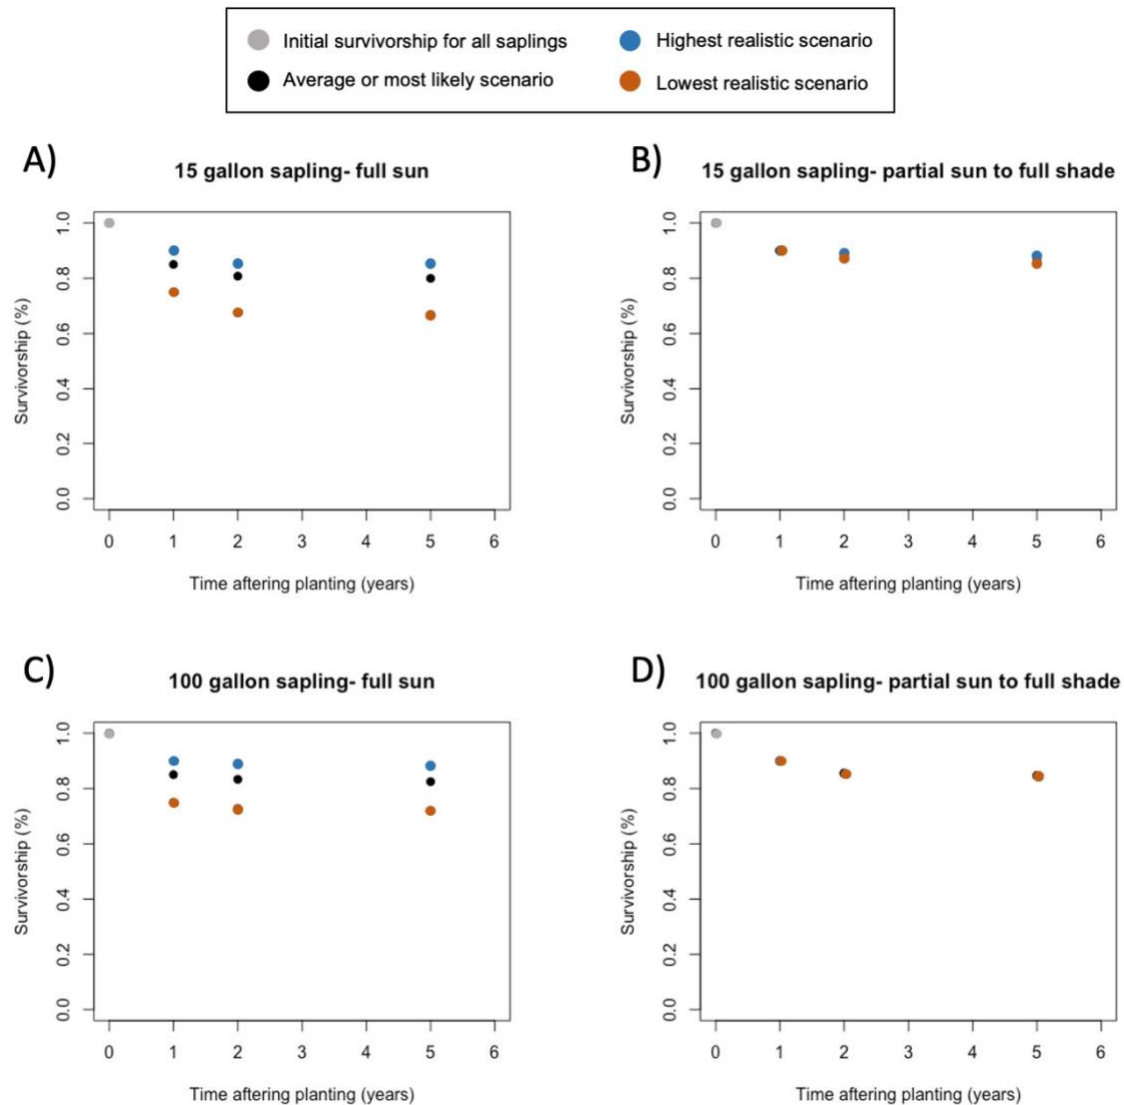 Initial survivorship for all saplings
Highest realistic scenario
Average or most likely scenario
Lowest realistic scenario
A)
15 gallon sapling- full sun
Survivorship (%)
1.0
0.8
0.6
0.4
0.2
0.0
0 1 2 3 4 5 6
Time aftering planting (years)
B)
15 gallon sapling- partial sun to full shade
Survivorship (%)
1.0
0.8
0.6
0.4
0.2
0.0
0 1 2 3 4 5 6
Time aftering planting (years)
C)
100 gallon sapling- full sun
Survivorship (%)
1.0
0.8
0.6
0.4
0.2
0.0
0 1 2 3 4 5 6
Time aftering planting (years)
D)
100 gallon sapling- partial sun to full shade
Survivorship (%)
1.0
0.8
0.6
0.4
0.2
0.0
0 1 2 3 4 5 6
Time aftering planting (years)